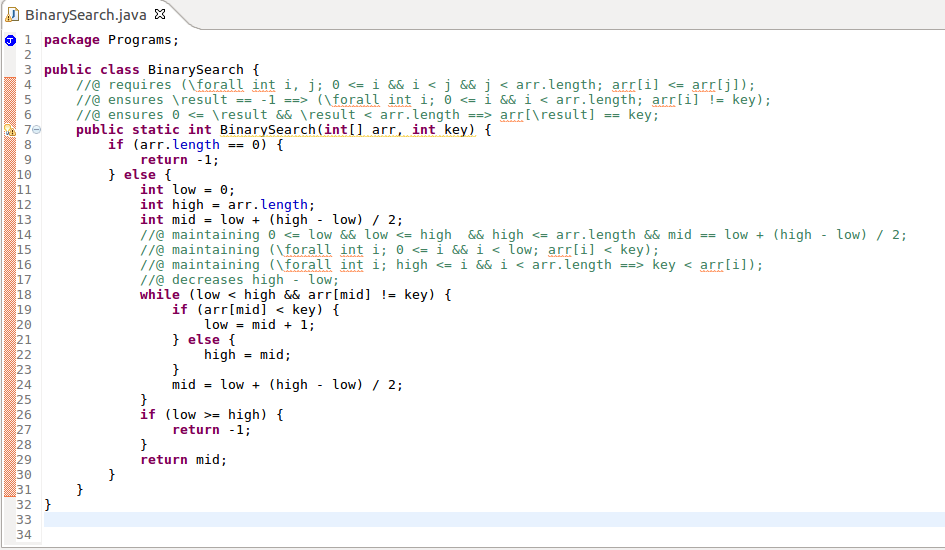 BinarySearch.java
1 package Programs;
2
3 public class BinarySearch {
4     //@ requires (\forall int i, j; 0 <= i && i < j && j < arr.length; arr[i] <= arr[j]);
5     //@ ensures \result == -1 ==> (\forall int i; 0 <= i && i < arr.length; arr[i] != key);
6     //@ ensures 0 <= \result && \result < arr.length ==> arr[\result] == key;
7     public static int BinarySearch(int[] arr, int key) {
8         if (arr.length == 0) {
9             return -1;
10         } else {
11             int low = 0;
12             int high = arr.length;
13             int mid = low + (high - low) / 2;
14             //@ maintaining 0 <= low && low <= high  && high <= arr.length && mid == low + (high - low) / 2;
15             //@ maintaining (\forall int i; 0 <= i && i < low; arr[i] < key);
16             //@ maintaining (\forall int i; high <= i && i < arr.length ==> key < arr[i]);
17             //@ decreases high - low;
18             while (low < high && arr[mid] != key) {
19                 if (arr[mid] < key) {
20                     low = mid + 1;
21                 } else {
22                     high = mid;
23                 }
24                 mid = low + (high - low) / 2;
25             }
26             if (low >= high) {
27                 return -1;
28             }
29             return mid;
30         }
31     }
32 }
33
34